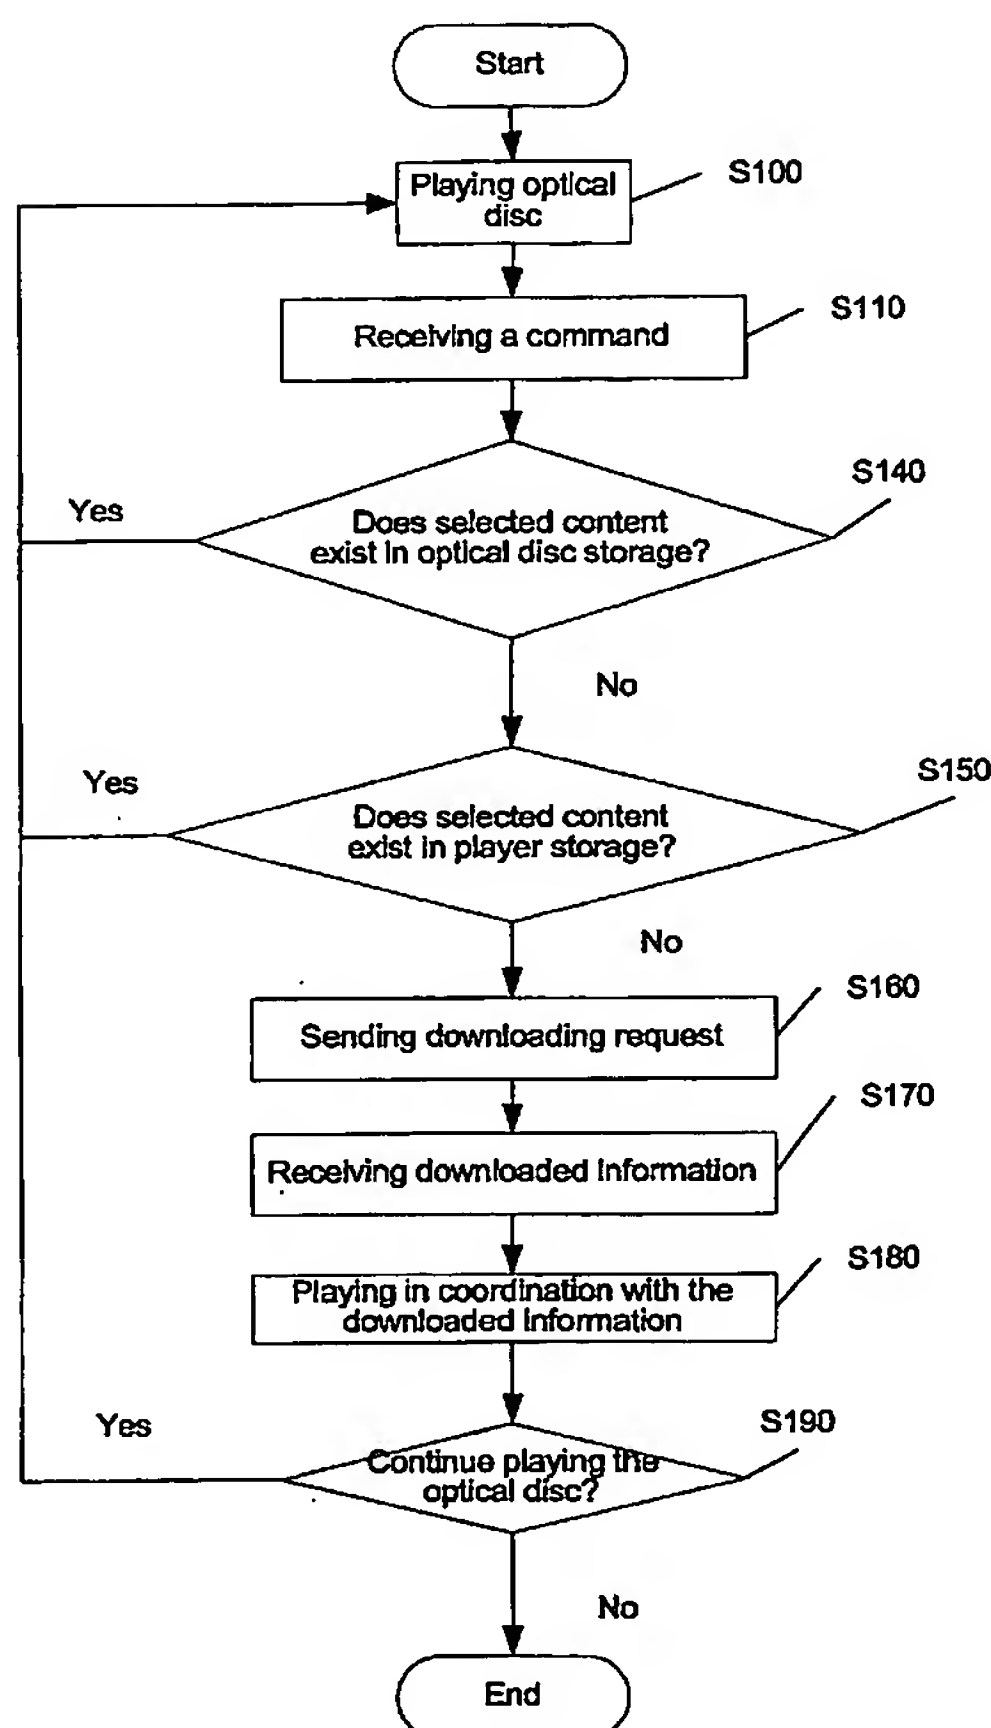 Start
Playing optical
disc
S100
Receiving a command
S110
Does selected content
exist in optical disc storage?
S140
Yes
No
Does selected content
exist in player storage?
S150
Yes
No
Sending downloading request
S160
Receiving downloaded information
S170
Playing in coordination with the
downloaded information
S180
Continue playing the
optical disc?
S190
Yes
No
End